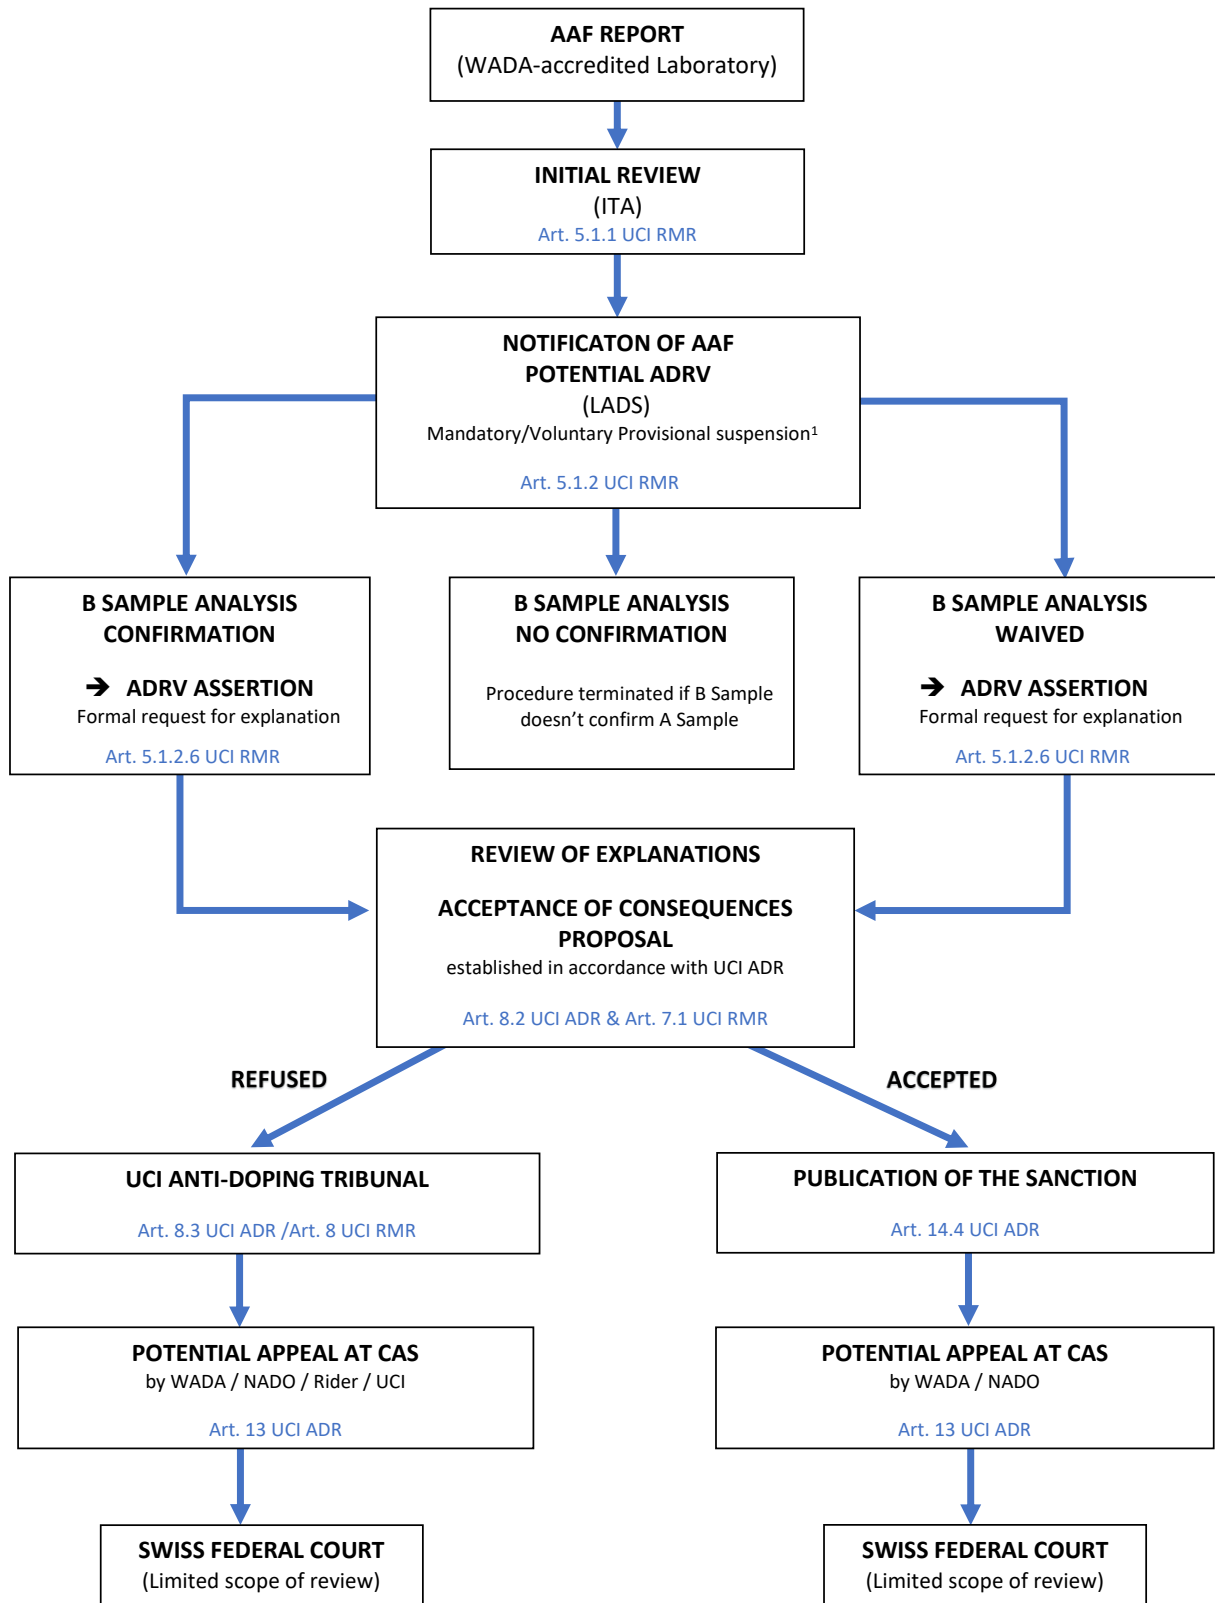 AAF REPORT
(WADA-accredited Laboratory)
INITIAL REVIEW
(ITA)
Art. 5.1.1 UCI RMR
NOTIFICATON OF AAF
POTENTIAL ADRV
(LADS)
Mandatory/Voluntary Provisional suspension¹
Art. 5.1.2 UCI RMR
B SAMPLE ANALYSIS
CONFIRMATION
➔ ADRV ASSERTION
Formal request for explanation
Art. 5.1.2.6 UCI RMR
B SAMPLE ANALYSIS
NO CONFIRMATION
Procedure terminated if B Sample
doesn’t confirm A Sample
B SAMPLE ANALYSIS
WAIVED
➔ ADRV ASSERTION
Formal request for explanation
Art. 5.1.2.6 UCI RMR
REVIEW OF EXPLANATIONS
ACCEPTANCE OF CONSEQUENCES
PROPOSAL
established in accordance with UCI ADR
Art. 8.2 UCI ADR & Art. 7.1 UCI RMR
REFUSED
ACCEPTED
UCI ANTI-DOPING TRIBUNAL
Art. 8.3 UCI ADR /Art. 8 UCI RMR
PUBLICATION OF THE SANCTION
Art. 14.4 UCI ADR
POTENTIAL APPEAL AT CAS
by WADA / NADO / Rider / UCI
Art. 13 UCI ADR
POTENTIAL APPEAL AT CAS
by WADA / NADO
Art. 13 UCI ADR
SWISS FEDERAL COURT
(Limited scope of review)
SWISS FEDERAL COURT
(Limited scope of review)